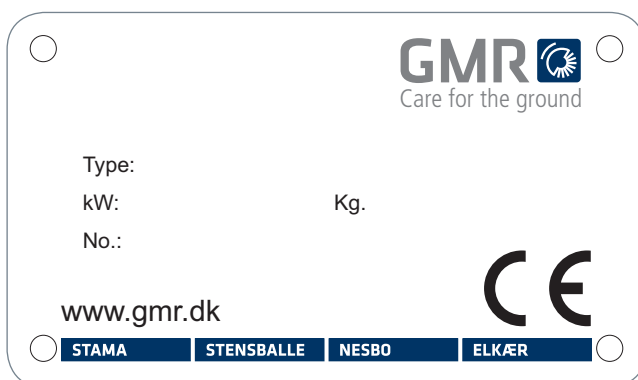 GMR
Care for the ground
Type:
kW: Kg.
No.:
CE
www.gmr.dk
STAMA STENSBALLE NESBO ELKÆR